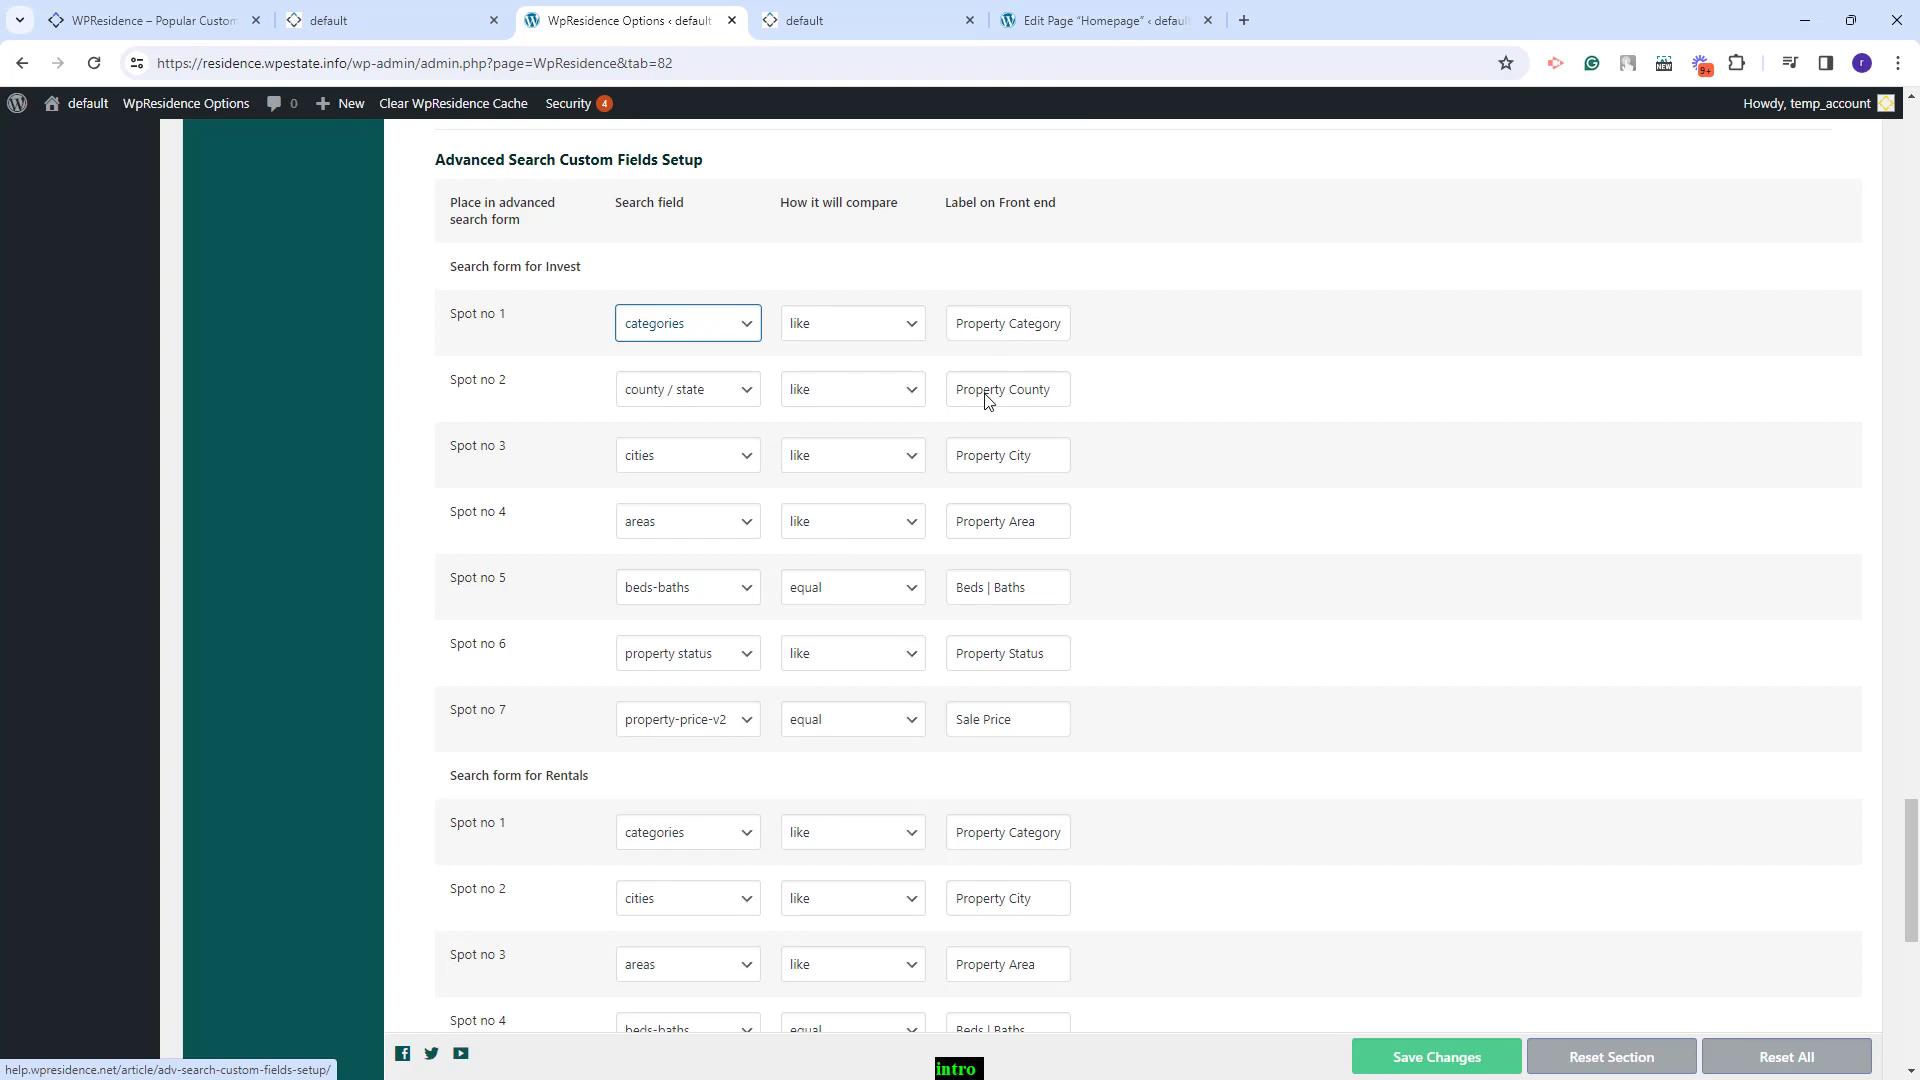 WPResidence – Popular Custom
default
WpResidence Options ‹ default
default
Edit Page “Homepage” ‹ default
https://residence.wpestate.info/wp-admin/admin.php?page=WpResidence&tab=82
NEW
9+
r
default
WpResidence Options
0
New
Clear WpResidence Cache
Security 4
Howdy, temp_account
Advanced Search Custom Fields Setup
Place in advanced
search form
Search field
How it will compare
Label on Front end
Search form for Invest
Spot no 1
categories
like
Property Category
Spot no 2
county / state
like
Property County
Spot no 3
cities
like
Property City
Spot no 4
areas
like
Property Area
Spot no 5
beds-baths
equal
Beds | Baths
Spot no 6
property status
like
Property Status
Spot no 7
property-price-v2
equal
Sale Price
Search form for Rentals
Spot no 1
categories
like
Property Category
Spot no 2
cities
like
Property City
Spot no 3
areas
like
Property Area
Spot no 4
beds-baths
equal
Beds | Baths
Save Changes
Reset Section
Reset All
help.wpresidence.net/article/adv-search-custom-fields-setup/
intro